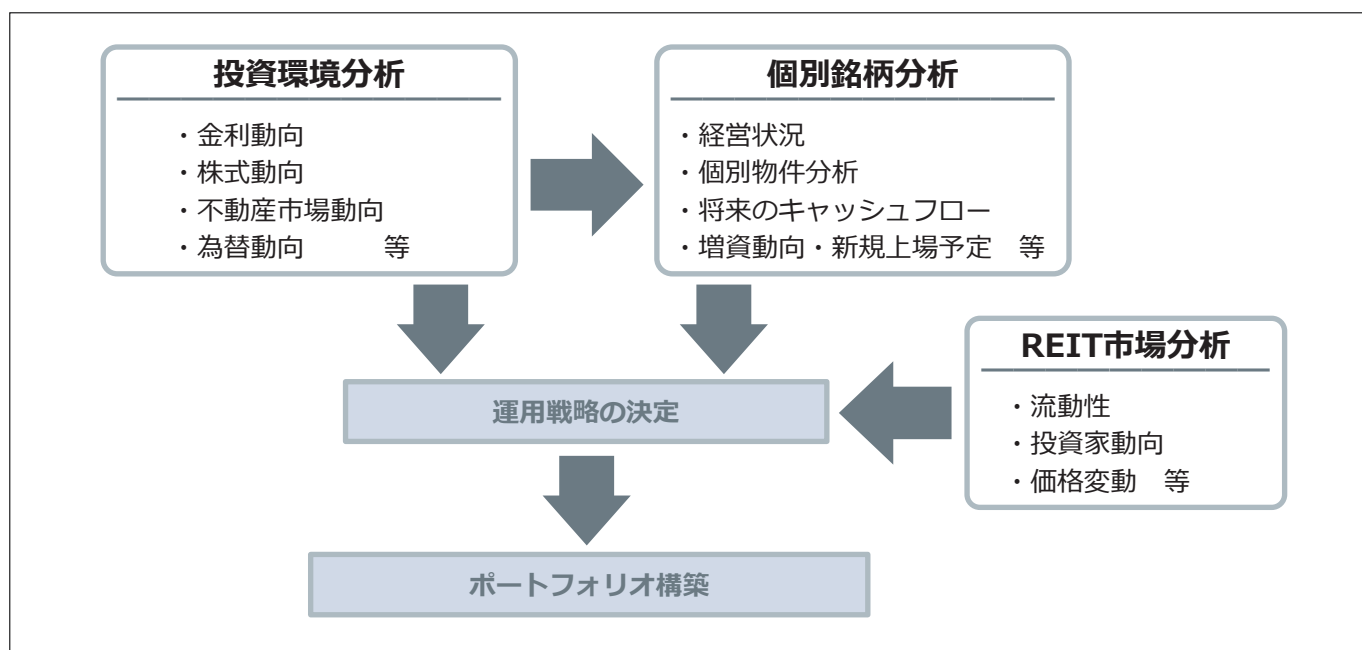 投資環境分析
・金利動向
・株式動向
・不動産市場動向
・為替動向　　　等
個別銘柄分析
・経営状況
・個別物件分析
・将来のキャッシュフロー
・増資動向・新規上場予定　等
REIT市場分析
・流動性
・投資家動向
・価格変動　等
運用戦略の決定
ポートフォリオ構築